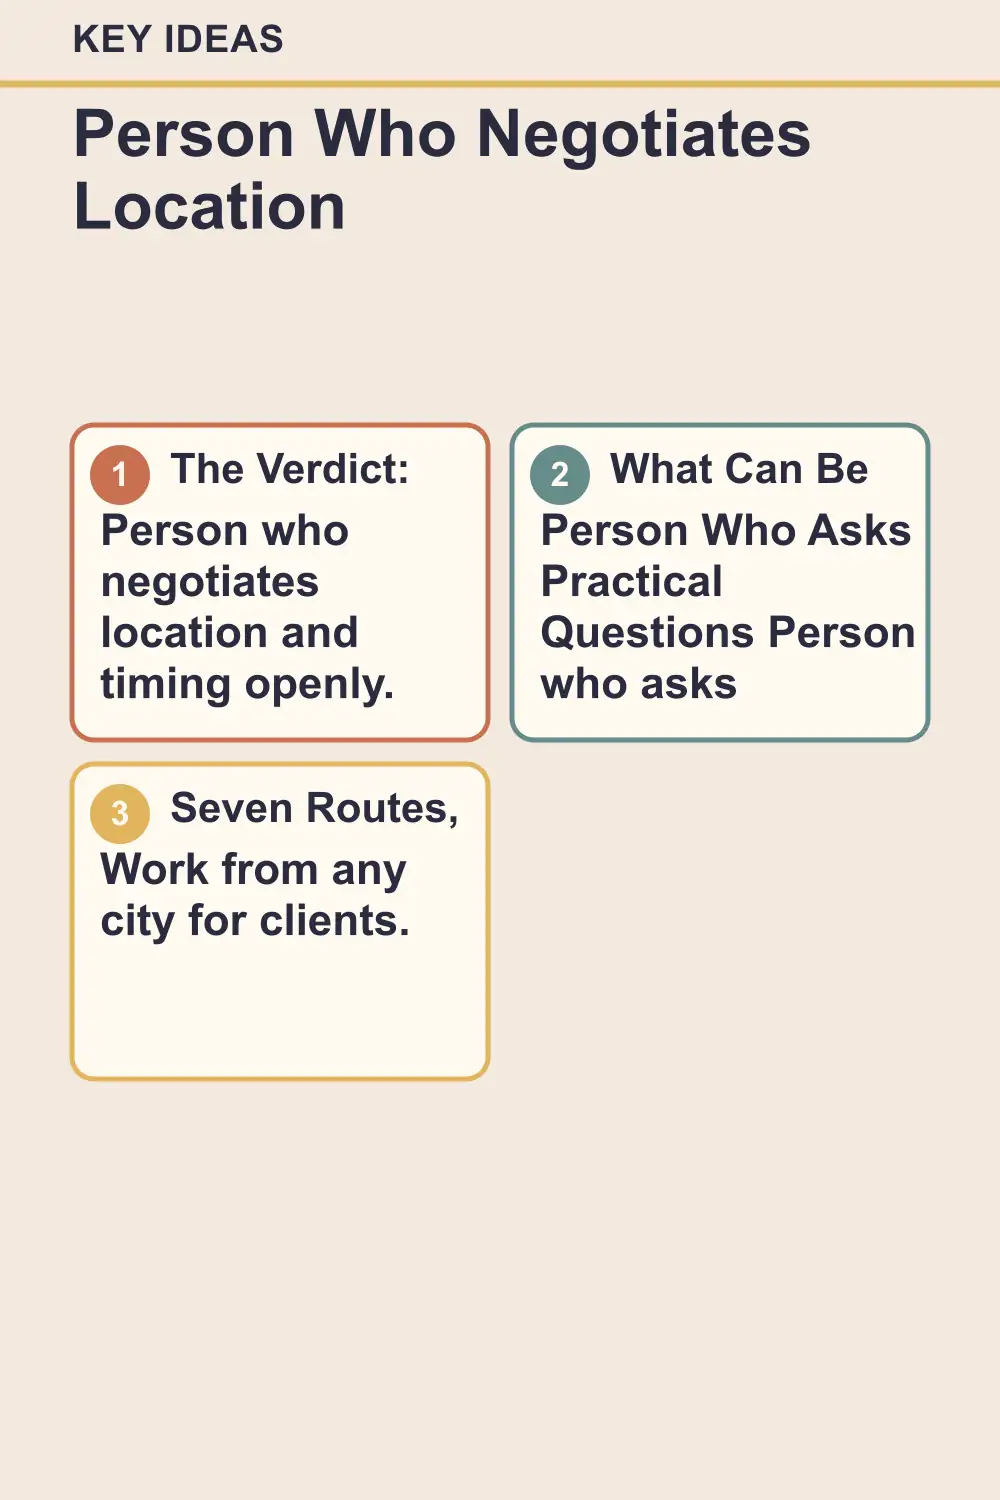 KEY IDEAS
Person Who Negotiates
Location
1 The Verdict:
Person who
negotiates
location and
timing openly.
2 What Can Be
Person Who Asks
Practical
Questions Person
who asks
3 Seven Routes,
Work from any
city for clients.